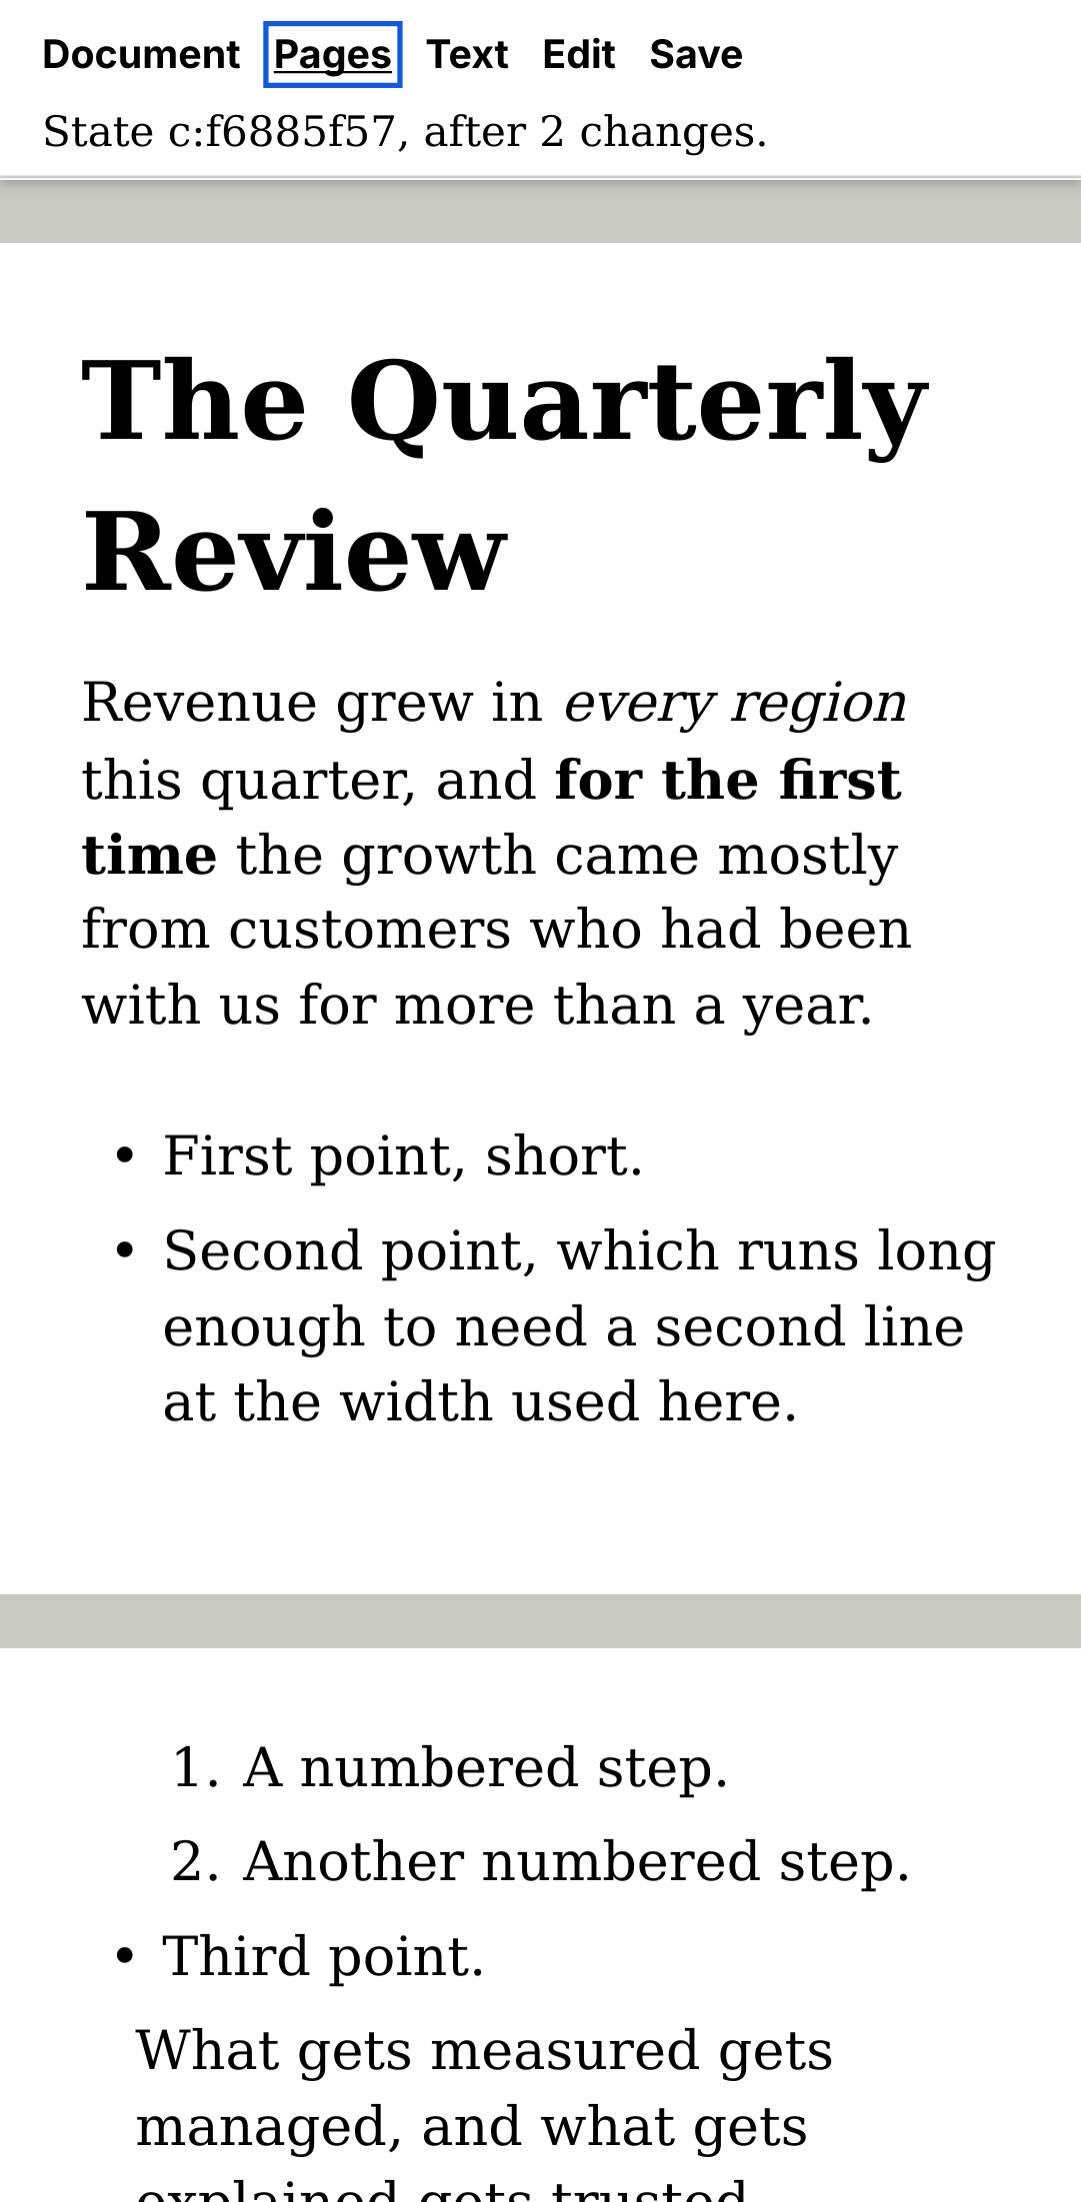 Document Pages Text Edit Save
State c:f6885f57, after 2 changes.
The Quarterly
Review
Revenue grew in every region
this quarter, and for the first
time the growth came mostly
from customers who had been
with us for more than a year.
• First point, short.
• Second point, which runs long
enough to need a second line
at the width used here.
1. A numbered step.
2. Another numbered step.
• Third point.
What gets measured gets
managed, and what gets
explained gets trusted